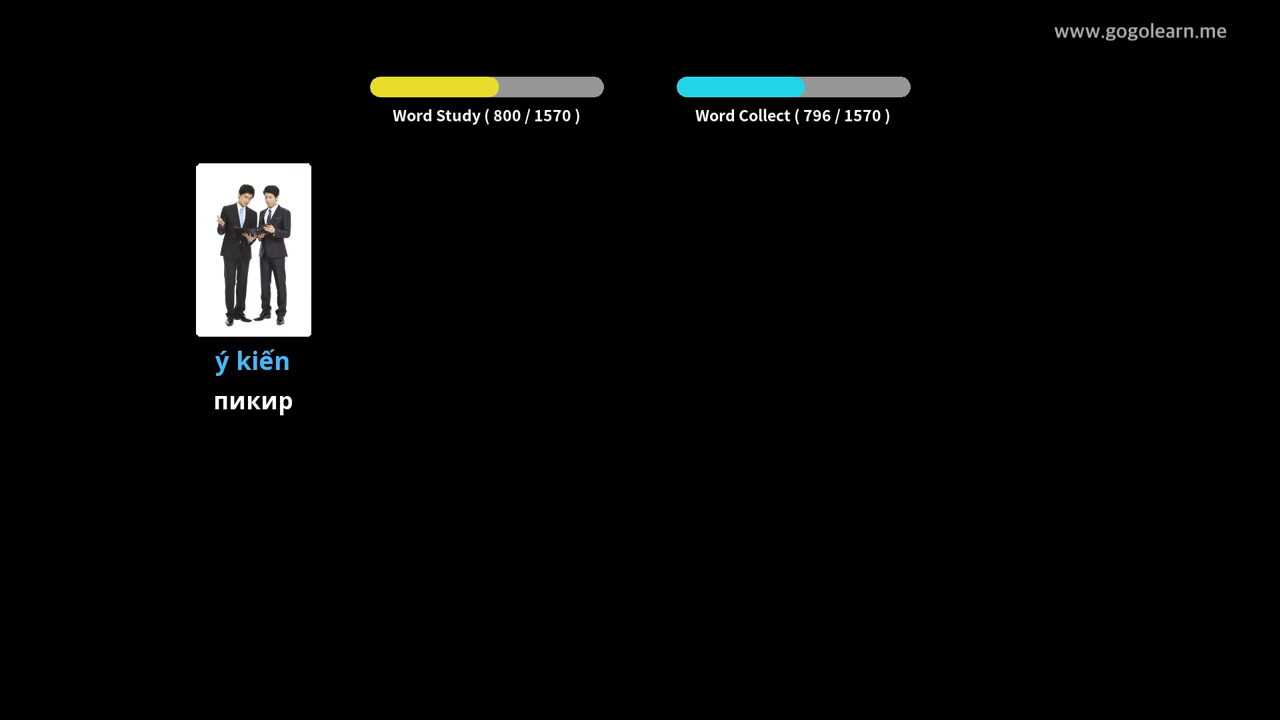 www.gogolearn.me
Word Study ( 800 / 1570 )
Word Collect ( 796 / 1570 )
ý kiến
пикир